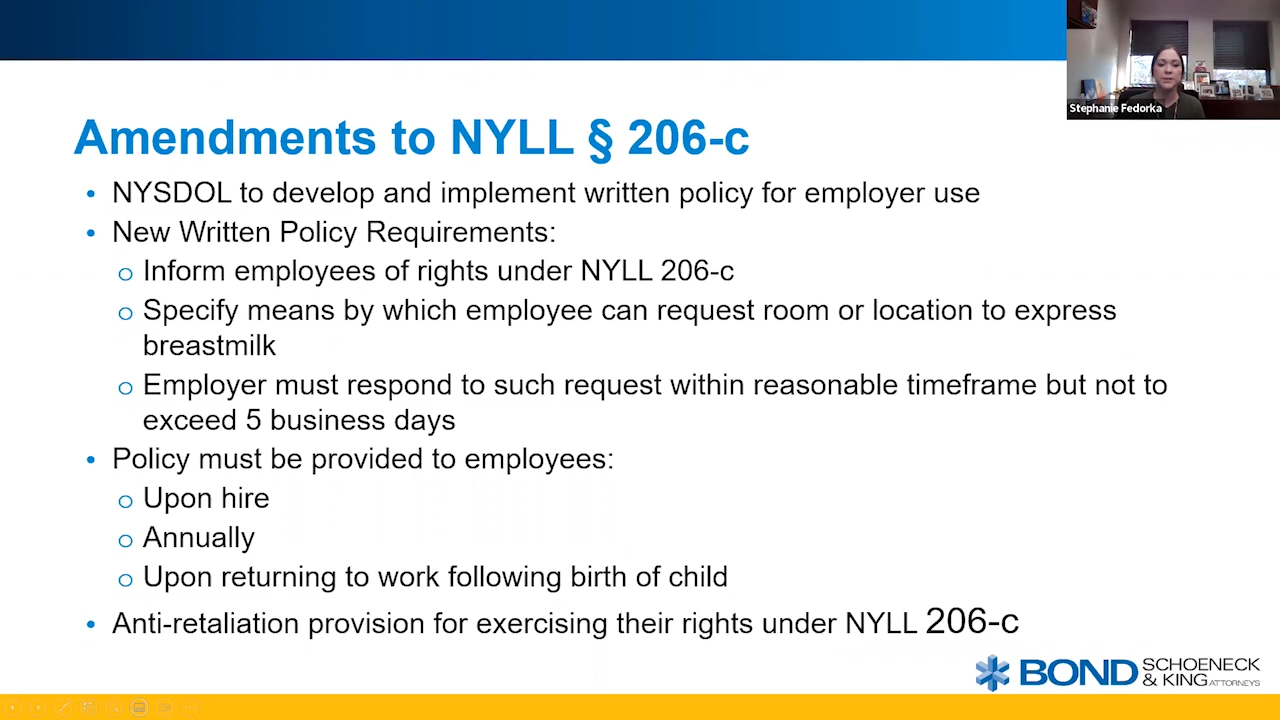 Stephanie Fedorka
Amendments to NYLL § 206-c
• NYSDOL to develop and implement written policy for employer use
• New Written Policy Requirements:
o Inform employees of rights under NYLL 206-c
o Specify means by which employee can request room or location to express
breastmilk
o Employer must respond to such request within reasonable timeframe but not to
exceed 5 business days
• Policy must be provided to employees:
o Upon hire
o Annually
o Upon returning to work following birth of child
• Anti-retaliation provision for exercising their rights under NYLL 206-c
BOND SCHOENECK
& KING ATTORNEYS